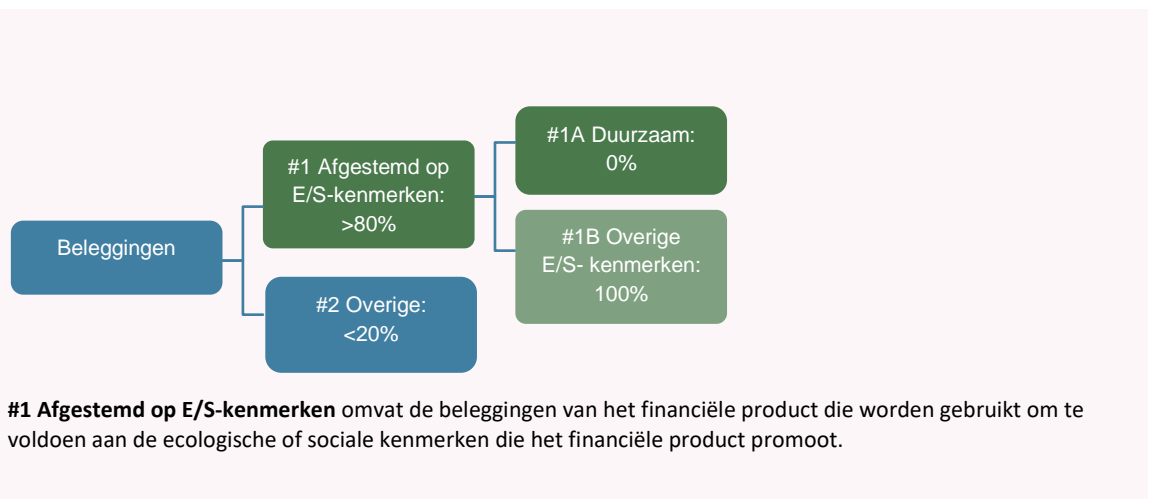 #1A Duurzaam:
0%
#1 Afgestemd op
E/S-kenmerken:
>80%
Beleggingen
#1B Overige
E/S- kenmerken:
100%
#2 Overige:
<20%
#1 Afgestemd op E/S-kenmerken omvat de beleggingen van het financiële product die worden gebruikt om te
voldoen aan de ecologische of sociale kenmerken die het financiële product promoot.